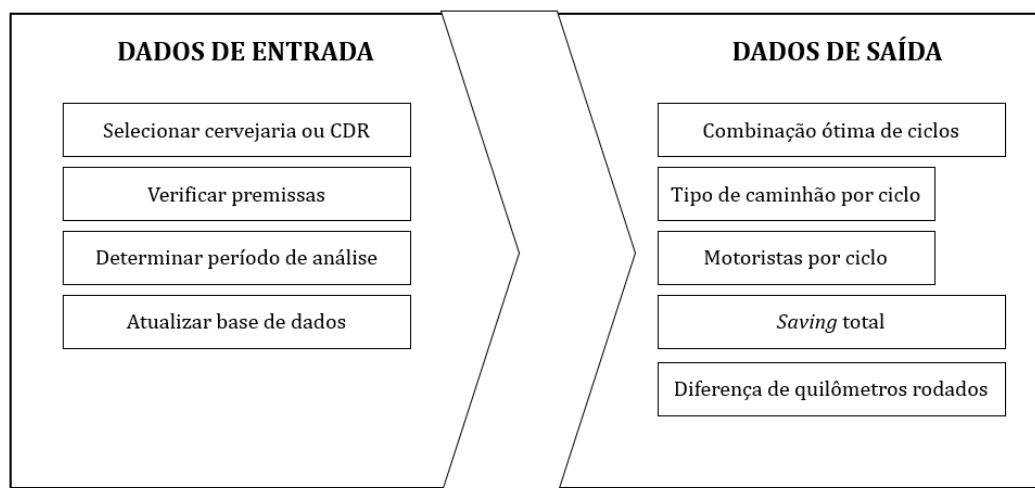 DADOS DE ENTRADA
Selecionar cervejaria ou CDR
Verificar premissas
Determinar período de análise
Atualizar base de dados
DADOS DE SAÍDA
Combinação ótima de ciclos
Tipo de caminhão por ciclo
Motoristas por ciclo
Saving total
Diferença de quilômetros rodados